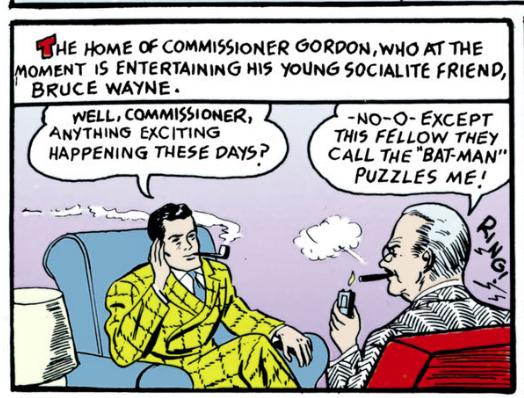 THE HOME OF COMMISSIONER GORDON, WHO AT THE
MOMENT IS ENTERTAINING HIS YOUNG SOCIALITE FRIEND,
BRUCE WAYNE.
WELL, COMMISSIONER,
ANYTHING EXCITING
HAPPENING THESE DAYS?
-NO-O- EXCEPT
THIS FELLOW THEY
CALL THE "BAT-MAN"
PUZZLES ME!
RING!